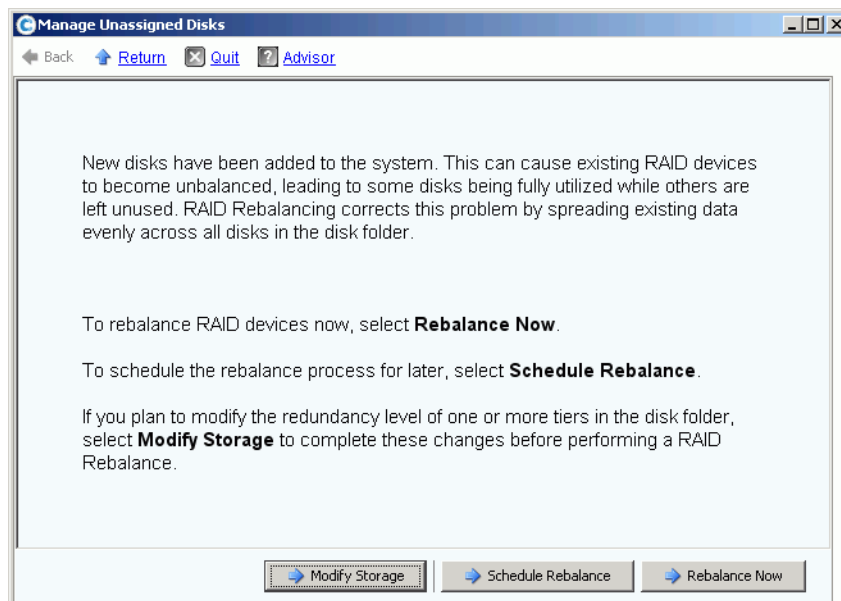 Manage Unassigned Disks
Back Return Quit Advisor
New disks have been added to the system. This can cause existing RAID devices
to become unbalanced, leading to some disks being fully utilized while others are
left unused. RAID Rebalancing corrects this problem by spreading existing data
evenly across all disks in the disk folder.
To rebalance RAID devices now, select Rebalance Now.
To schedule the rebalance process for later, select Schedule Rebalance.
If you plan to modify the redundancy level of one or more tiers in the disk folder,
select Modify Storage to complete these changes before performing a RAID
Rebalance.
Modify Storage Schedule Rebalance Rebalance Now